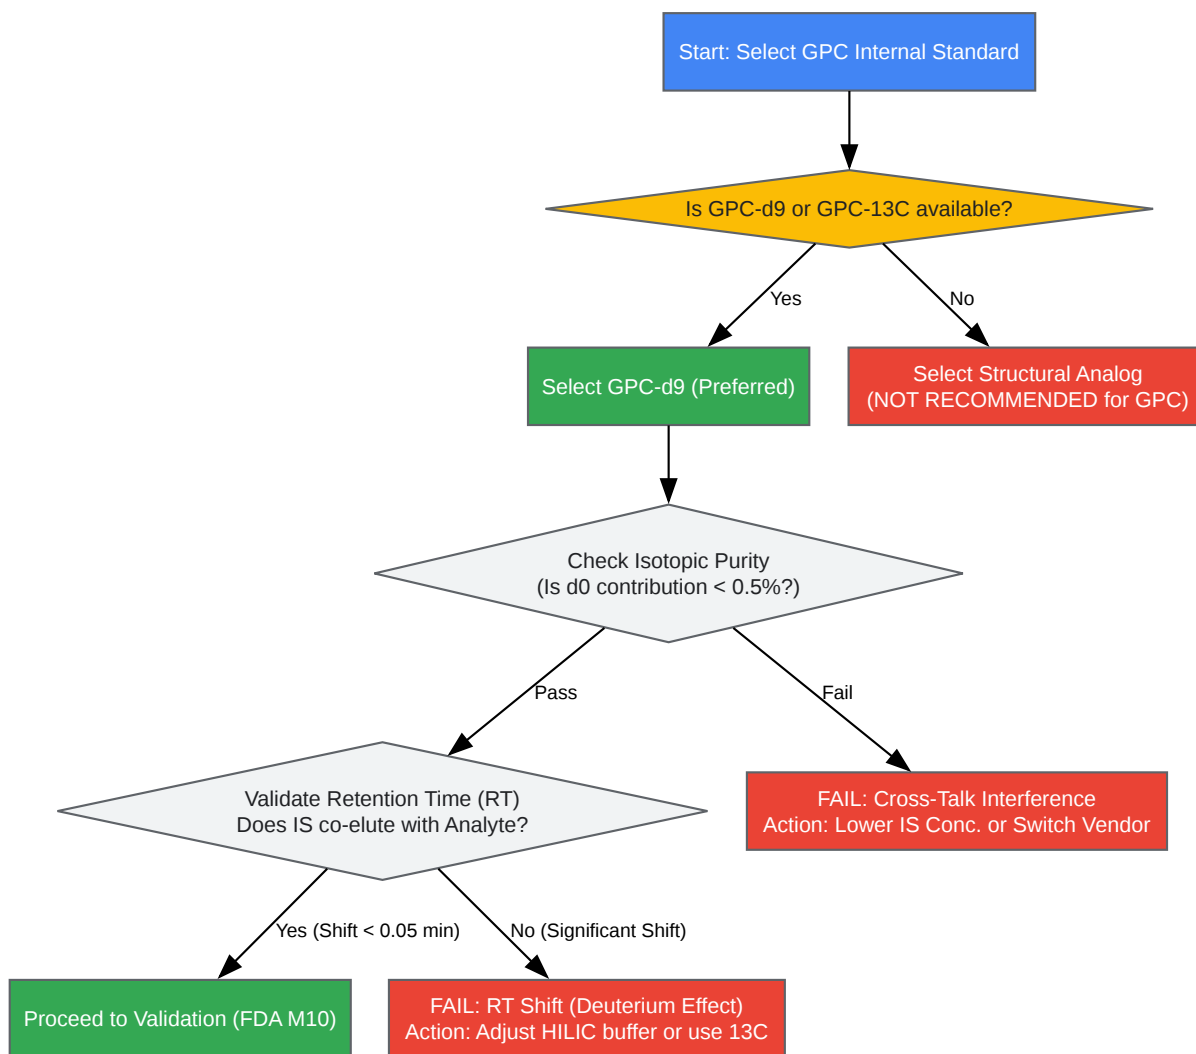 Start: Select GPC Internal Standard
Is GPC-d9 or GPC-13C available?
Yes
No
Select GPC-d9 (Preferred)
Select Structural Analog
(NOT RECOMMENDED for GPC)
Check Isotopic Purity
(Is d0 contribution < 0.5%?)
Pass
Fail
Validate Retention Time (RT)
Does IS co-elute with Analyte?
FAIL: Cross-Talk Interference
Action: Lower IS Conc. or Switch Vendor
Yes (Shift < 0.05 min)
No (Significant Shift)
Proceed to Validation (FDA M10)
FAIL: RT Shift (Deuterium Effect)
Action: Adjust HILIC buffer or use 13C